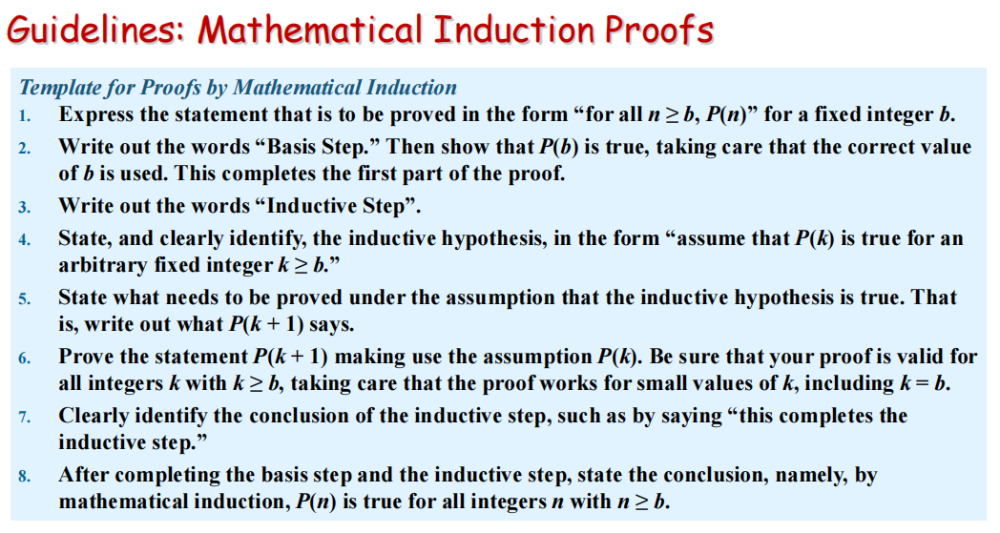 Guidelines: Mathematical Induction Proofs
Template for Proofs by Mathematical Induction
1. Express the statement that is to be proved in the form “for all n ≥ b, P(n)” for a fixed integer b.
2. Write out the words “Basis Step.” Then show that P(b) is true, taking care that the correct value
of b is used. This completes the first part of the proof.
3. Write out the words “Inductive Step”.
4. State, and clearly identify, the inductive hypothesis, in the form “assume that P(k) is true for an
arbitrary fixed integer k ≥ b.”
5. State what needs to be proved under the assumption that the inductive hypothesis is true. That
is, write out what P(k + 1) says.
6. Prove the statement P(k + 1) making use the assumption P(k). Be sure that your proof is valid for
all integers k with k ≥ b, taking care that the proof works for small values of k, including k = b.
7. Clearly identify the conclusion of the inductive step, such as by saying “this completes the
inductive step.”
8. After completing the basis step and the inductive step, state the conclusion, namely, by
mathematical induction, P(n) is true for all integers n with n ≥ b.